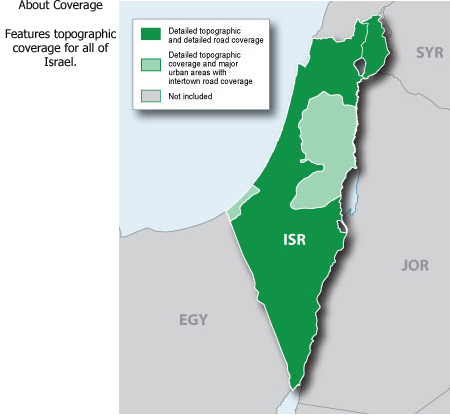 About Coverage
Features topographic
coverage for all of
Israel.
Detailed topographic
and detailed road coverage
Detailed topographic
coverage and major
urban areas with
intertown road coverage
Not included
SYR
ISR
JOR
EGY